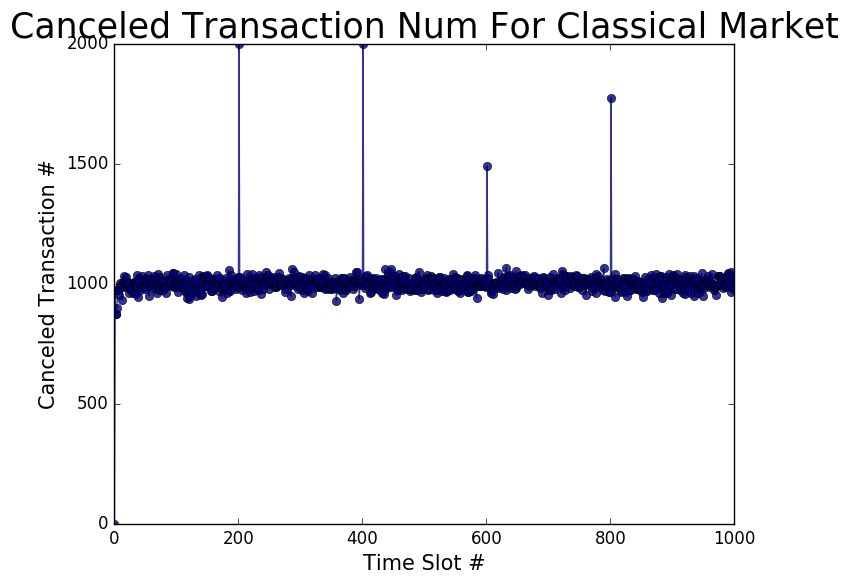 Canceled Transaction Num For Classical Market
2000
1500
1000
500
0
Canceled Transaction #
0 200 400 600 800 1000
Time Slot #